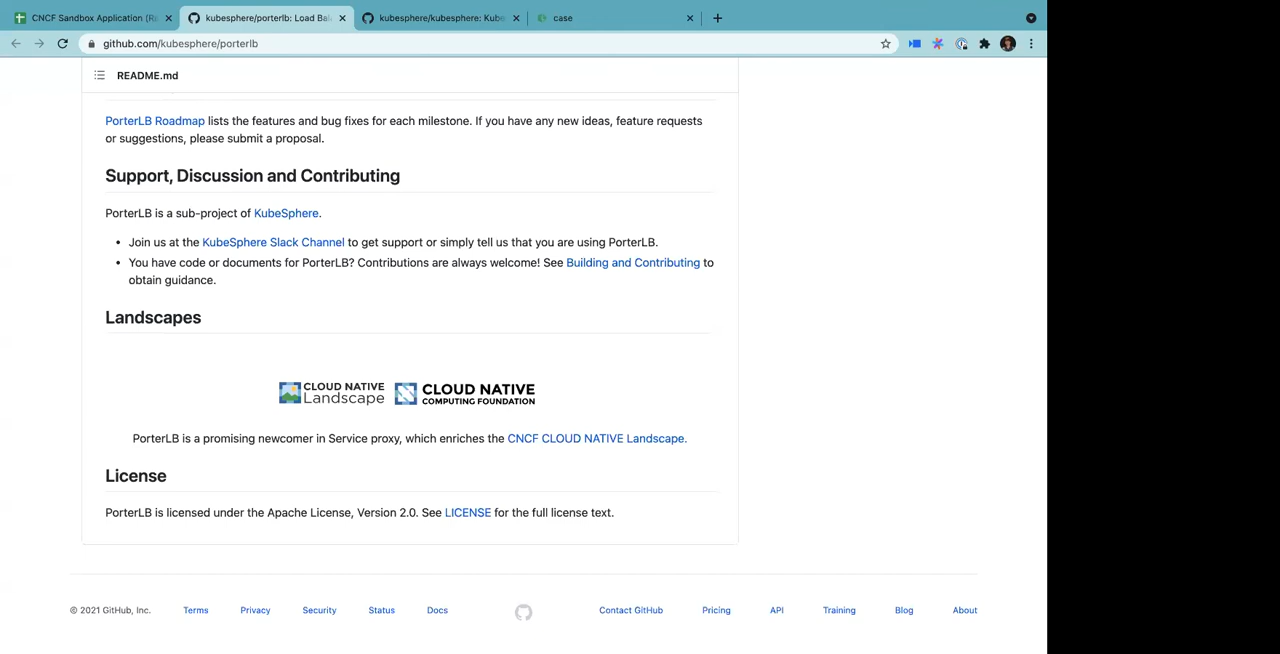 CNCF Sandbox Application (Re
kubesphere/porterlb: Load Bala
kubesphere/kubesphere: Kube
case
github.com/kubesphere/porterlb
README.md
PorterLB Roadmap lists the features and bug fixes for each milestone. If you have any new ideas, feature requests
or suggestions, please submit a proposal.
Support, Discussion and Contributing
PorterLB is a sub-project of KubeSphere.
• Join us at the KubeSphere Slack Channel to get support or simply tell us that you are using PorterLB.
• You have code or documents for PorterLB? Contributions are always welcome! See Building and Contributing to
obtain guidance.
Landscapes
CLOUD NATIVE
Landscape
CLOUD NATIVE
COMPUTING FOUNDATION
PorterLB is a promising newcomer in Service proxy, which enriches the CNCF CLOUD NATIVE Landscape.
License
PorterLB is licensed under the Apache License, Version 2.0. See LICENSE for the full license text.
© 2021 GitHub, Inc. Terms Privacy Security Status Docs Contact GitHub Pricing API Training Blog About